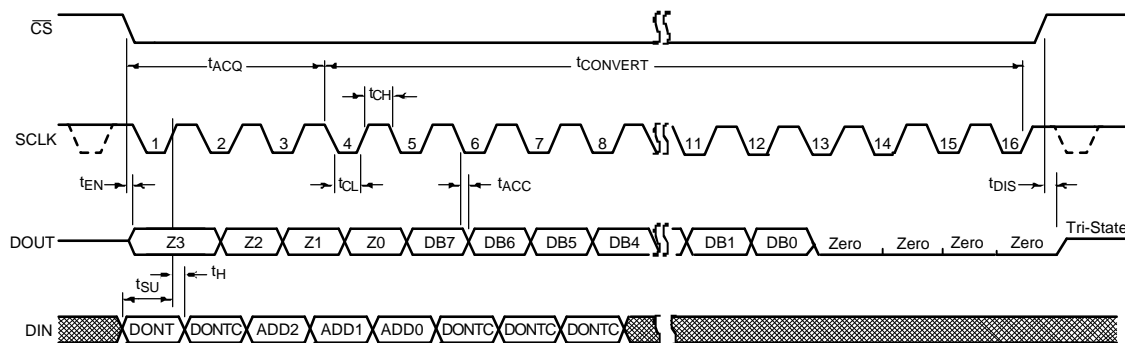 CS
tACQ
tCONVERT
tCH
SCLK
1 2 3 4 5 6 7 8 11 12 13 14 15 16
tEN
tCL
tACC
tDIS
DOUT
Z3 Z2 Z1 Z0 DB7 DB6 DB5 DB4 DB1 DB0 Zero Zero Zero Zero
Tri-State
tSU
tH
DIN
DONT DONTC ADD2 ADD1 ADD0 DONTC DONTC DONTC